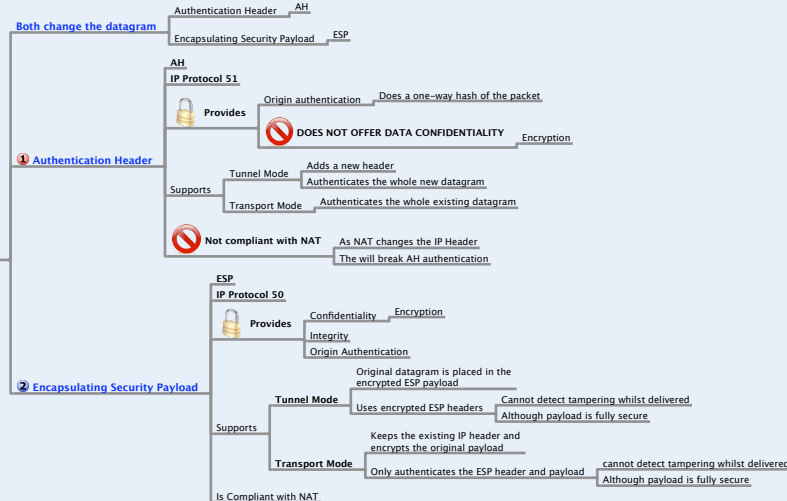 Both change the datagram
Authentication Header
AH
Encapsulating Security Payload
ESP
1 Authentication Header
AH
IP Protocol 51
Provides
Origin authentication
Does a one-way hash of the packet
DOES NOT OFFER DATA CONFIDENTIALITY
Encryption
Supports
Tunnel Mode
Adds a new header
Authenticates the whole new datagram
Transport Mode
Authenticates the whole existing datagram
Not compliant with NAT
As NAT changes the IP Header
The will break AH authentication
2 Encapsulating Security Payload
ESP
IP Protocol 50
Provides
Confidentiality
Encryption
Integrity
Origin Authentication
Supports
Tunnel Mode
Original datagram is placed in the
encrypted ESP payload
Uses encrypted ESP headers
Cannot detect tampering whilst delivered
Although payload is fully secure
Transport Mode
Keeps the existing IP header and
encrypts the original payload
Only authenticates the ESP header and payload
cannot detect tampering whilst delivered
Although payload is fully secure
Is Compliant with NAT